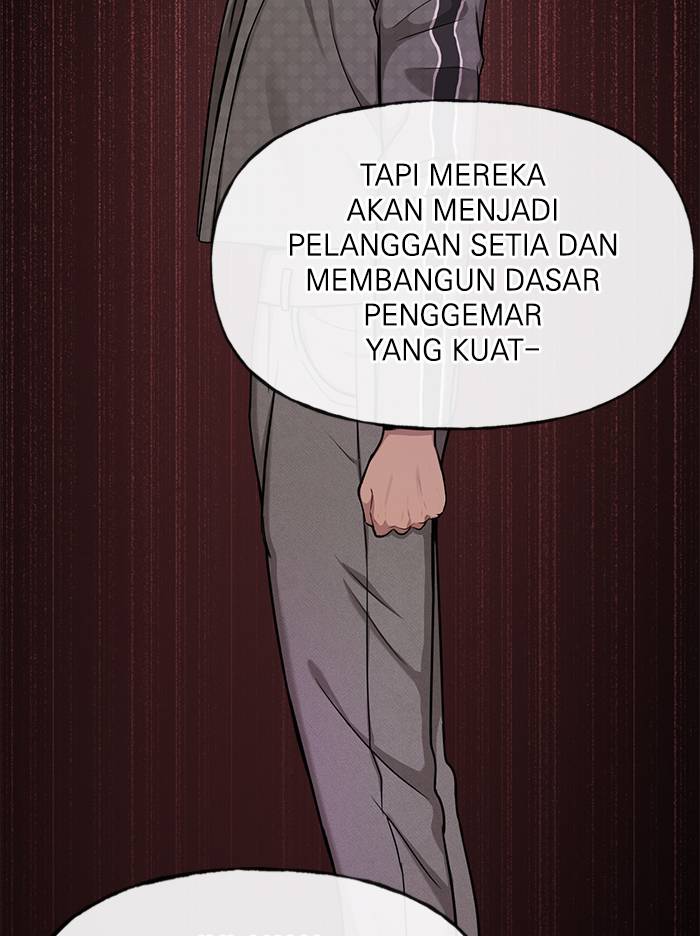 TAPI MEREKA
AKAN MENJADI
PELANGGAN SETIA DAN
MEMBANGUN DASAR
PENGGEMAR
YANG KUAT-